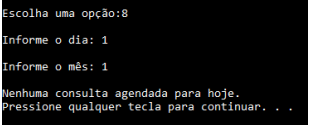 Escolha uma opção:8
Informe o dia: 1
Informe o mês: 1
Nenhuma consulta agendada para hoje.
Pressione qualquer tecla para continuar. . .